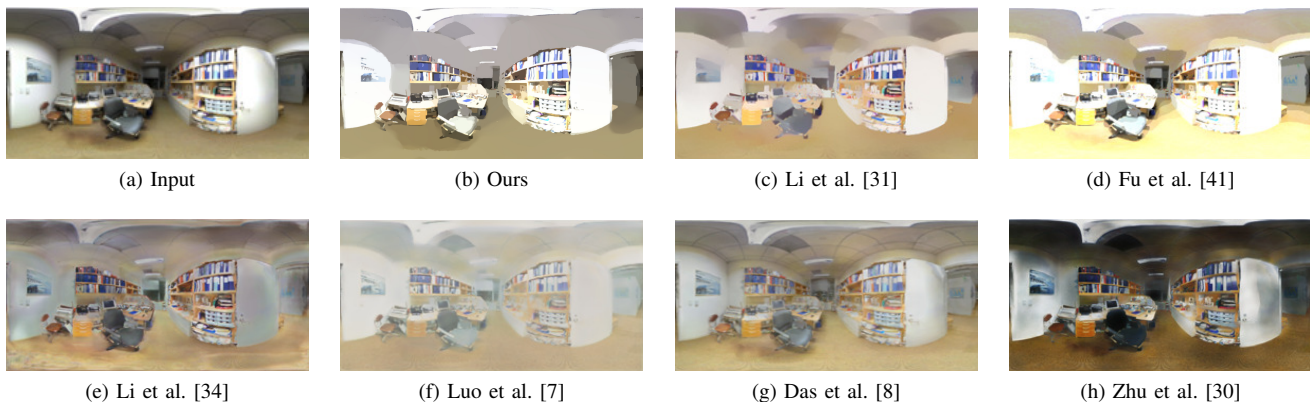 (a) Input
(b) Ours
(c) Li et al. [31]
(d) Fu et al. [41]
(e) Li et al. [34]
(f) Luo et al. [7]
(g) Das et al. [8]
(h) Zhu et al. [30]